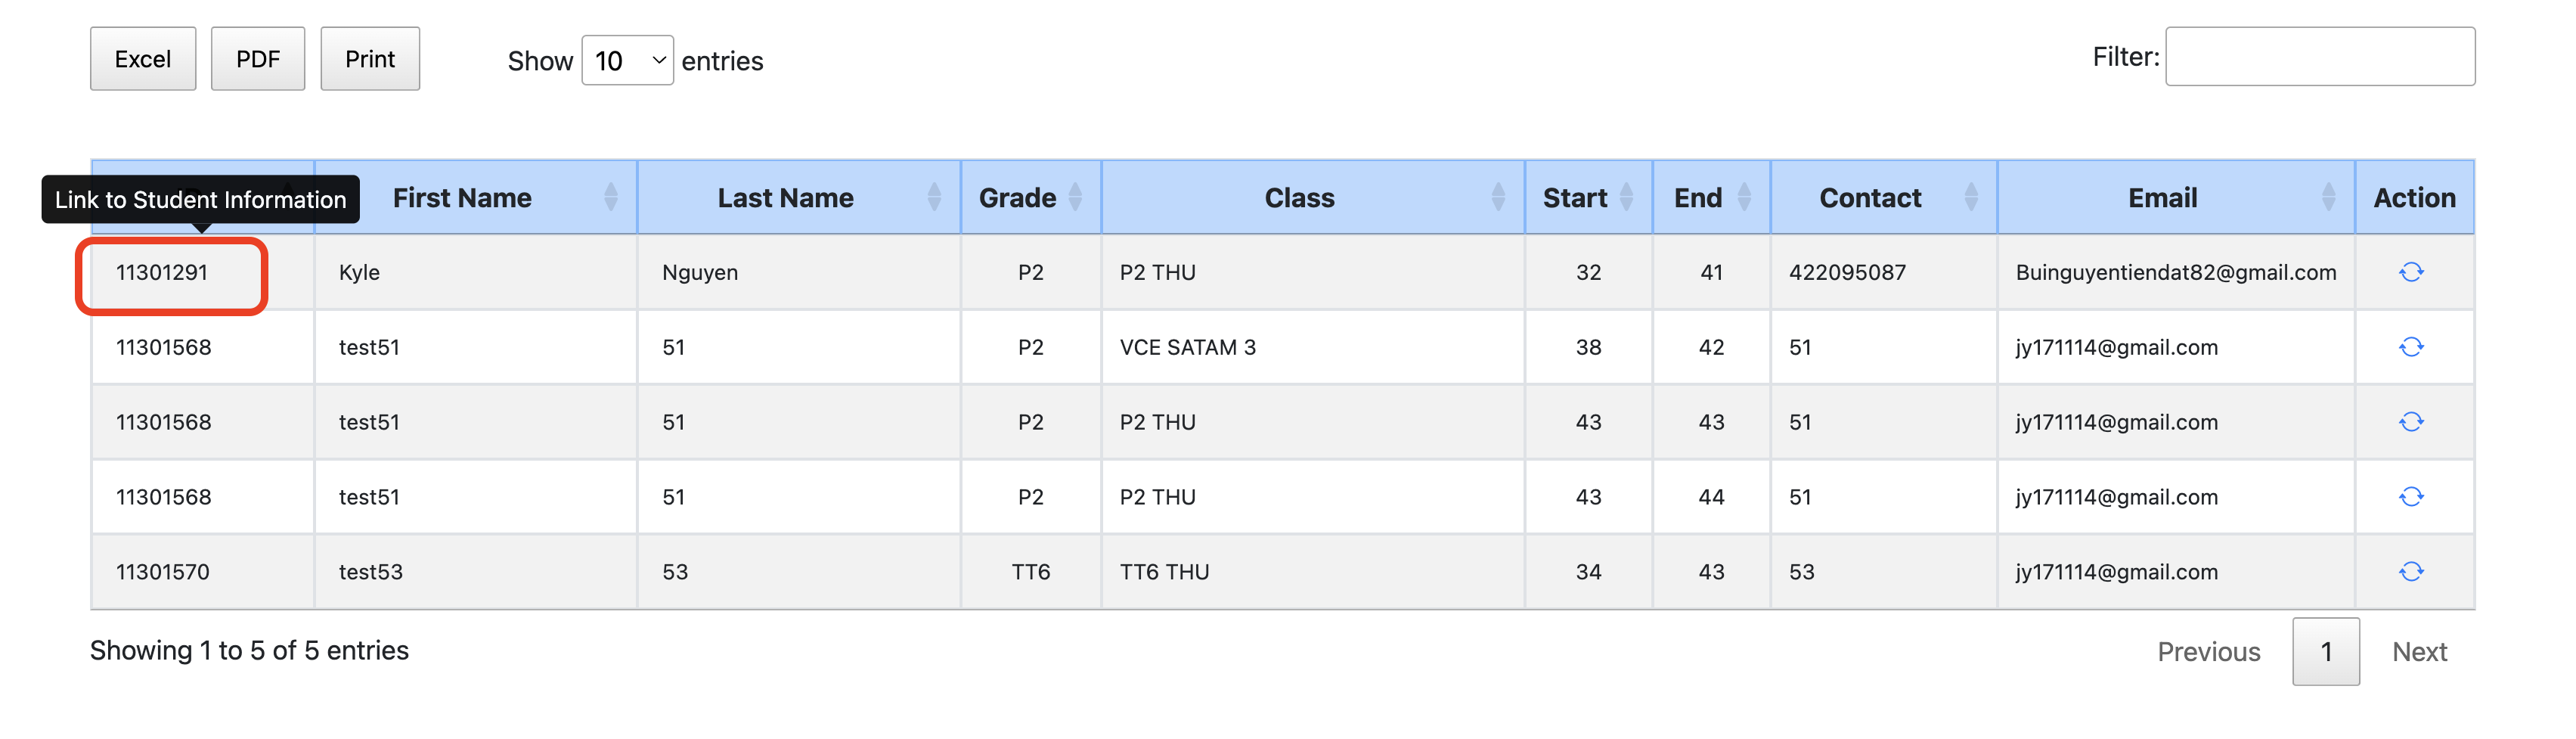 Excel PDF Print Show 10 entries Filter:
Link to Student Information First Name Last Name Grade Class Start End Contact Email Action
11301291 Kyle Nguyen P2 P2 THU 32 41 422095087 Buinguyentiendat82@gmail.com
11301568 test51 51 P2 VCE SATAM 3 38 42 51 jy171114@gmail.com
11301568 test51 51 P2 P2 THU 43 43 51 jy171114@gmail.com
11301568 test51 51 P2 P2 THU 43 44 51 jy171114@gmail.com
11301570 test53 53 TT6 TT6 THU 34 43 53 jy171114@gmail.com
Showing 1 to 5 of 5 entries Previous 1 Next